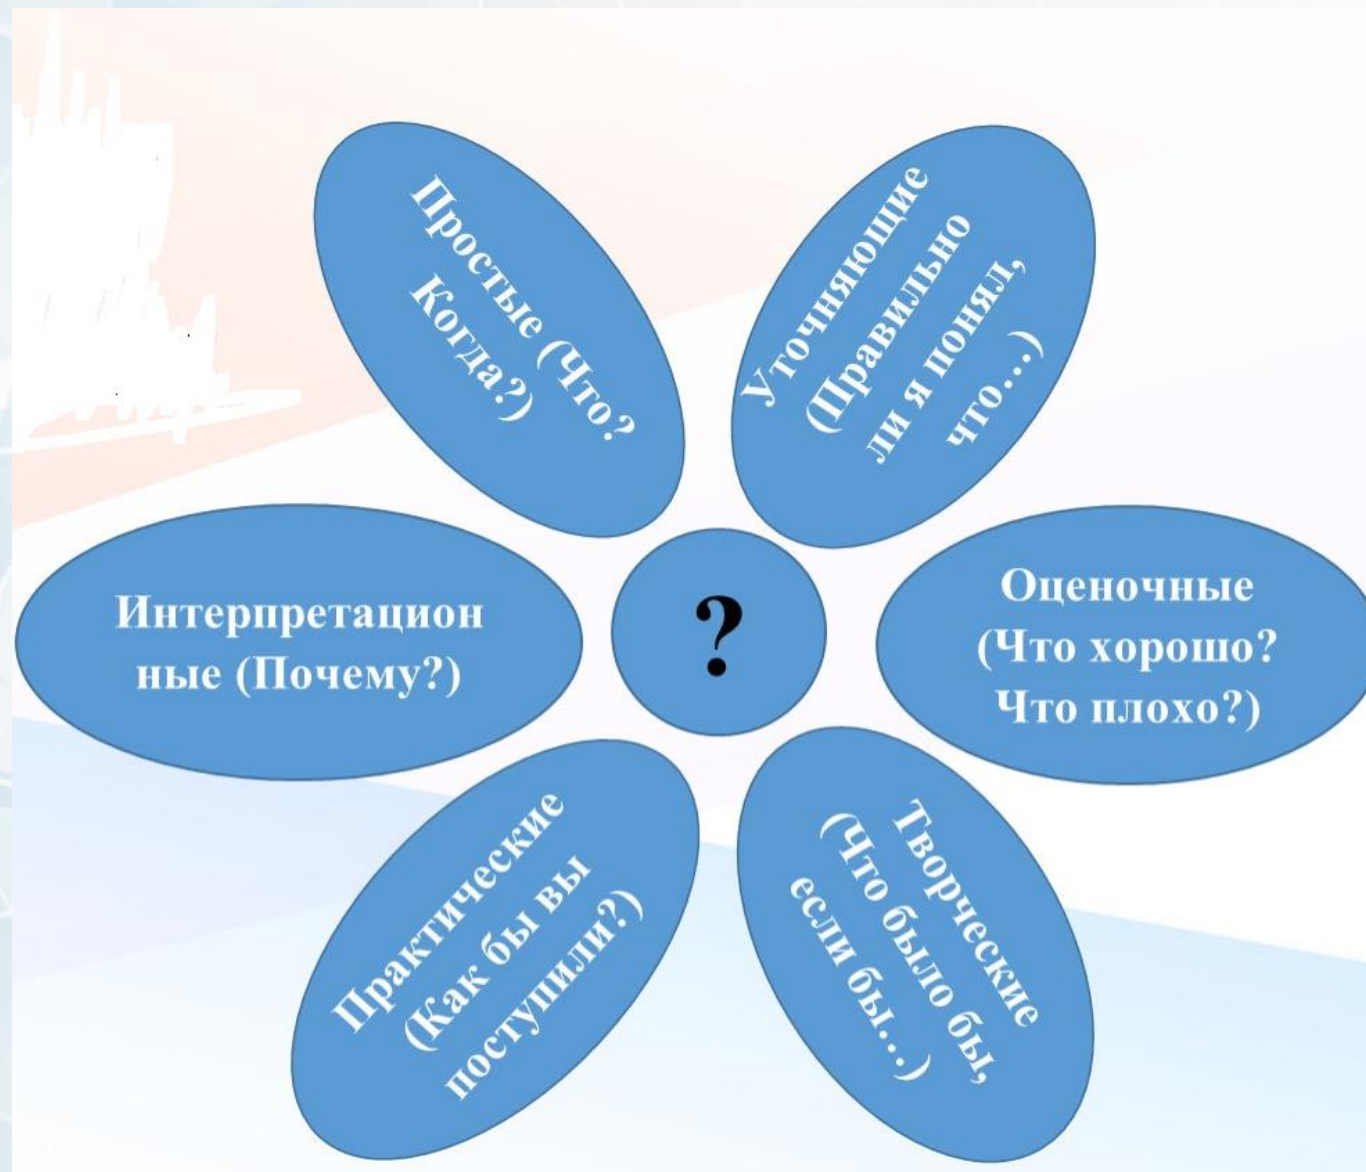 Простые (Что?
Когда?)
Уточняющие
(Правильно
ли я понял,
что...)
Интерпретацион
ные (Почему?)
?
Оценочные
(Что хорошо?
Что плохо?)
Практические
(Как бы вы
поступили?)
Творческие
(Что было бы,
если бы...)